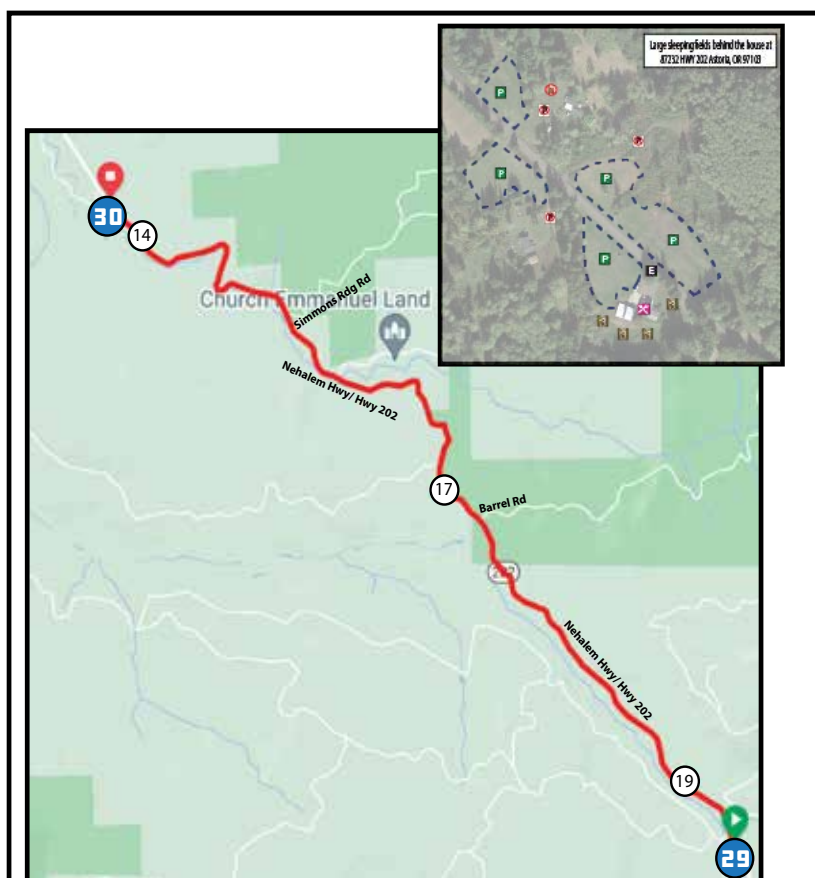 Large sleeping fields behind the house at
87232 HWY 202 Astoria, OR 97103
P
P
P
P
P
E
30
14
Simmons Rdg Rd
Church Emmanuel Land
Nehalem Hwy/ Hwy 202
17
Barrel Rd
202
Nehalem Hwy/ Hwy 202
19
29